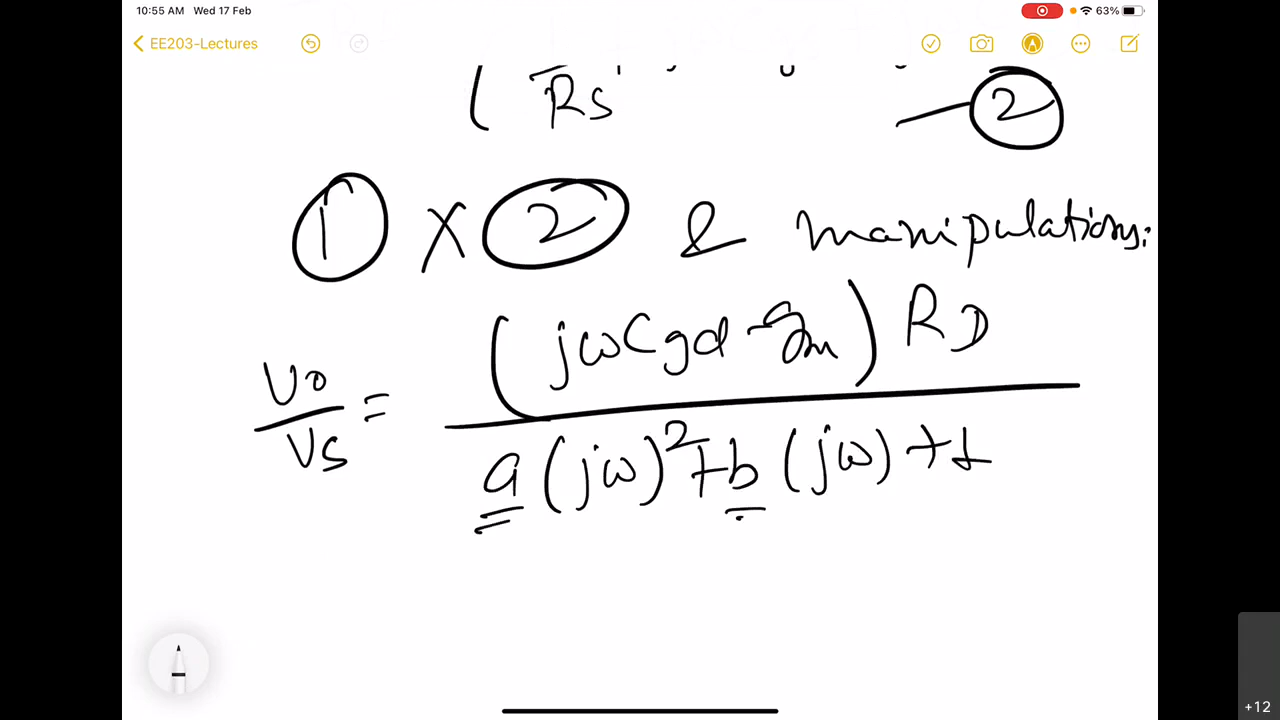 10:55 AM Wed 17 Feb 63%
EE203-Lectures
( RS
2
1 X 2 & manipulations:
Vo/Vs = (jωCgd - gm) RD
a(jω)² + b(jω) + 1
+12